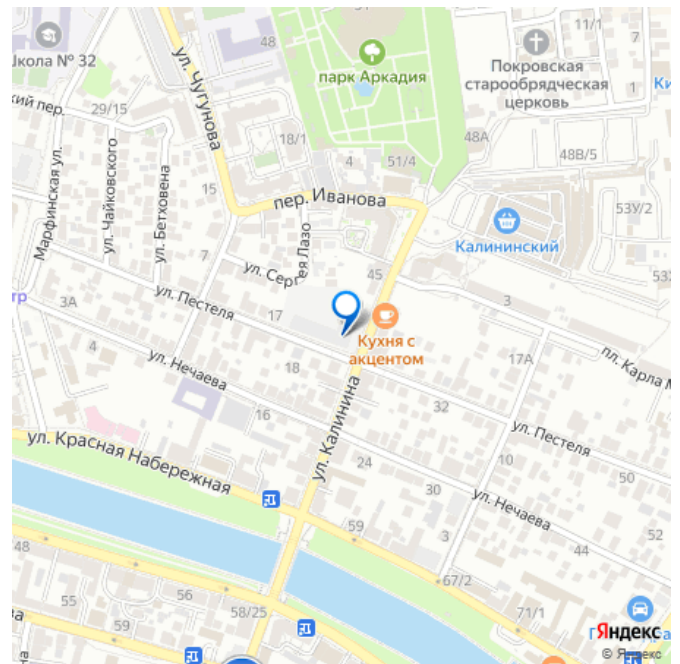 11/1
48
Школа № 32
парк Аркадия
Покровская
старообрядческая
церковь
7
1
ул. Чугунова
29/15
18/1
48А
4
51/4
48В/5
Марфинская ул.
ул. Чайковского
ул. Бетховена
15
пер. Иванова
53У/2
Калининский
7
ул. Сергея Лазо
45
3А
ул. Пестеля
17
3
Кухня с
акцентом
17А
пл. Карла
ул. Нечаева
18
16
32
ул. Калинина
ул. Пестеля
ул. Красная Набережная
24
10
50
30
ул. Нечаева
59
3
52
44
48
67/2
55
56
58/25
71/1
59
Яндекс
© Яндекс